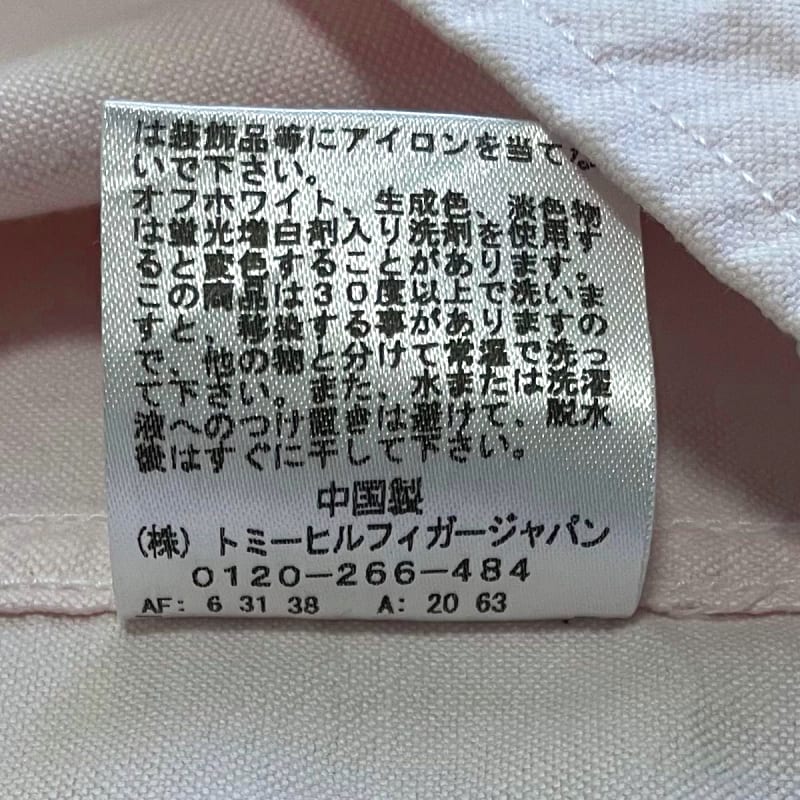 は装飾品等にアイロンを当て
いで下さい。
オフホワイト、生成色、淡色物
は蛍光増白剤入り洗剤を使用す
ると変色することがあります。
この商品は30度以上で洗いま
すと、移染する事がありますの
で、他の物と分けて常温で洗っ
て下さい。また、水または洗濯
液へのつけ置きは避けて、脱水
後はすぐに干して下さい。
中国製
(株)トミーヒルフィガージャパン
0120-266-484
AF: 6 31 38 A: 20 63